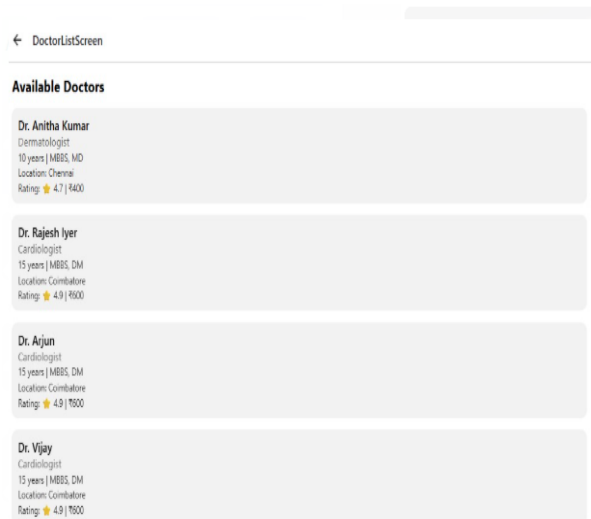 ← DoctorListScreen
Available Doctors
Dr. Anitha Kumar
Dermatologist
10 years | MBBS, MD
Location: Chennai
Rating: ⭐ 4.7 | ₹400
Dr. Rajesh Iyer
Cardiologist
15 years | MBBS, DM
Location: Coimbatore
Rating: ⭐ 4.9 | ₹600
Dr. Arjun
Cardiologist
15 years | MBBS, DM
Location: Coimbatore
Rating: ⭐ 4.9 | ₹600
Dr. Vijay
Cardiologist
15 years | MBBS, DM
Location: Coimbatore
Rating: ⭐ 4.9 | ₹600